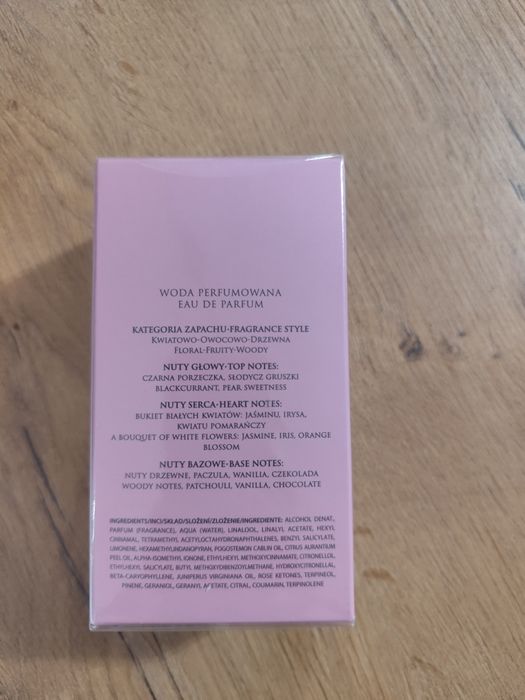 WODA PERFUMOWANA
EAU DE PARFUM
KATEGORIA ZAPACHU-FRAGRANCE STYLE
KWIATOWO-OWOCOWO-DRZEWNA
FLORAL-FRUITY-WOODY
NUTY GŁOWY-TOP NOTES:
CZARNA PORZECZKA, SŁODYCZ GRUSZKI
BLACKCURRANT, PEAR SWEETNESS
NUTY SERCA-HEART NOTES:
BUKIET BIAŁYCH KWIATÓW: JAŚMINU, IRYSA,
KWIATU POMARAŃCZY
A BOUQUET OF WHITE FLOWERS: JASMINE, IRIS, ORANGE
BLOSSOM
NUTY BAZOWE-BASE NOTES:
NUTY DRZEWNE, PACZULA, WANILIA, CZEKOLADA
WOODY NOTES, PATCHOULI, VANILLA, CHOCOLATE
INGREDIENTS/INCI/SKŁAD/SLOŽENÍ/ZLOŽENIE/INGREDIENTE: ALCOHOL DENAT,
PARFUM (FRAGRANCE), AQUA (WATER), LINALOOL, LINALYL ACETATE, HEXYL
CINNAMAL, TETRAMETHYL ACETYLOCTAHYDRONAPHTHALENES, BENZYL SALICYLATE,
LIMONENE, HEXAMETHYLINDANOPYRAN, POGOSTEMON CABLIN OIL, CITRUS AURANTIUM
PEEL OIL, ALPHA-ISOMETHYL IONONE, ETHYLHEXYL METHOXYCINNAMATE, CITRONELLOL,
ETHYLHEXYL SALICYLATE, BUTYL METHOXYDIBENZOYLMETHANE, HYDROXYCITRONELLAL,
BETA-CARYOPHYLLENE, JUNIPERUS VIRGINIANA OIL, ROSE KETONES, TERPINEOL,
PINENE, GERANIOL, GERANYL ACETATE, CITRAL, COUMARIN, TERPINOLENE